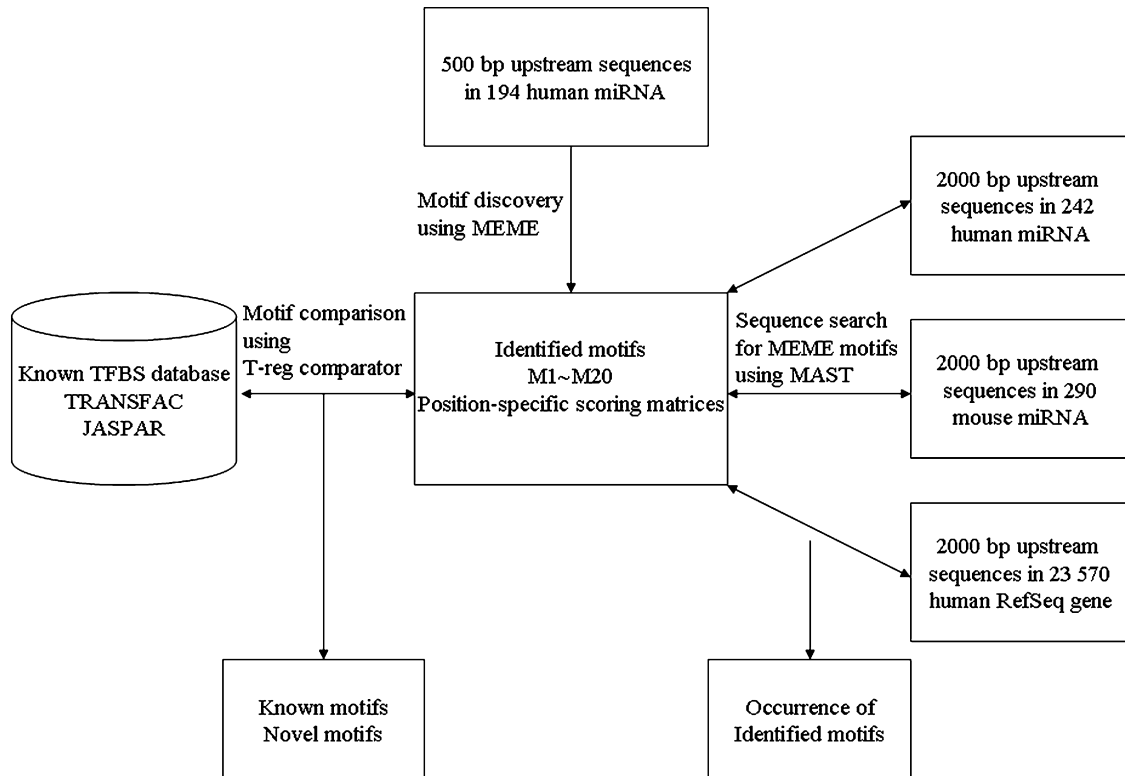 500 bp upstream sequences
in 194 human miRNA
Motif discovery
using MEME
2000 bp upstream
sequences in 242
human miRNA
Known TFBS database
TRANSFAC
JASPAR
Motif comparison
using
T-reg comparator
Identified motifs
M1~M20
Position-specific scoring matrices
Sequence search
for MEME motifs
using MAST
2000 bp upstream
sequences in 290
mouse miRNA
2000 bp upstream
sequences in 23 570
human RefSeq gene
Known motifs
Novel motifs
Occurrence of
Identified motifs